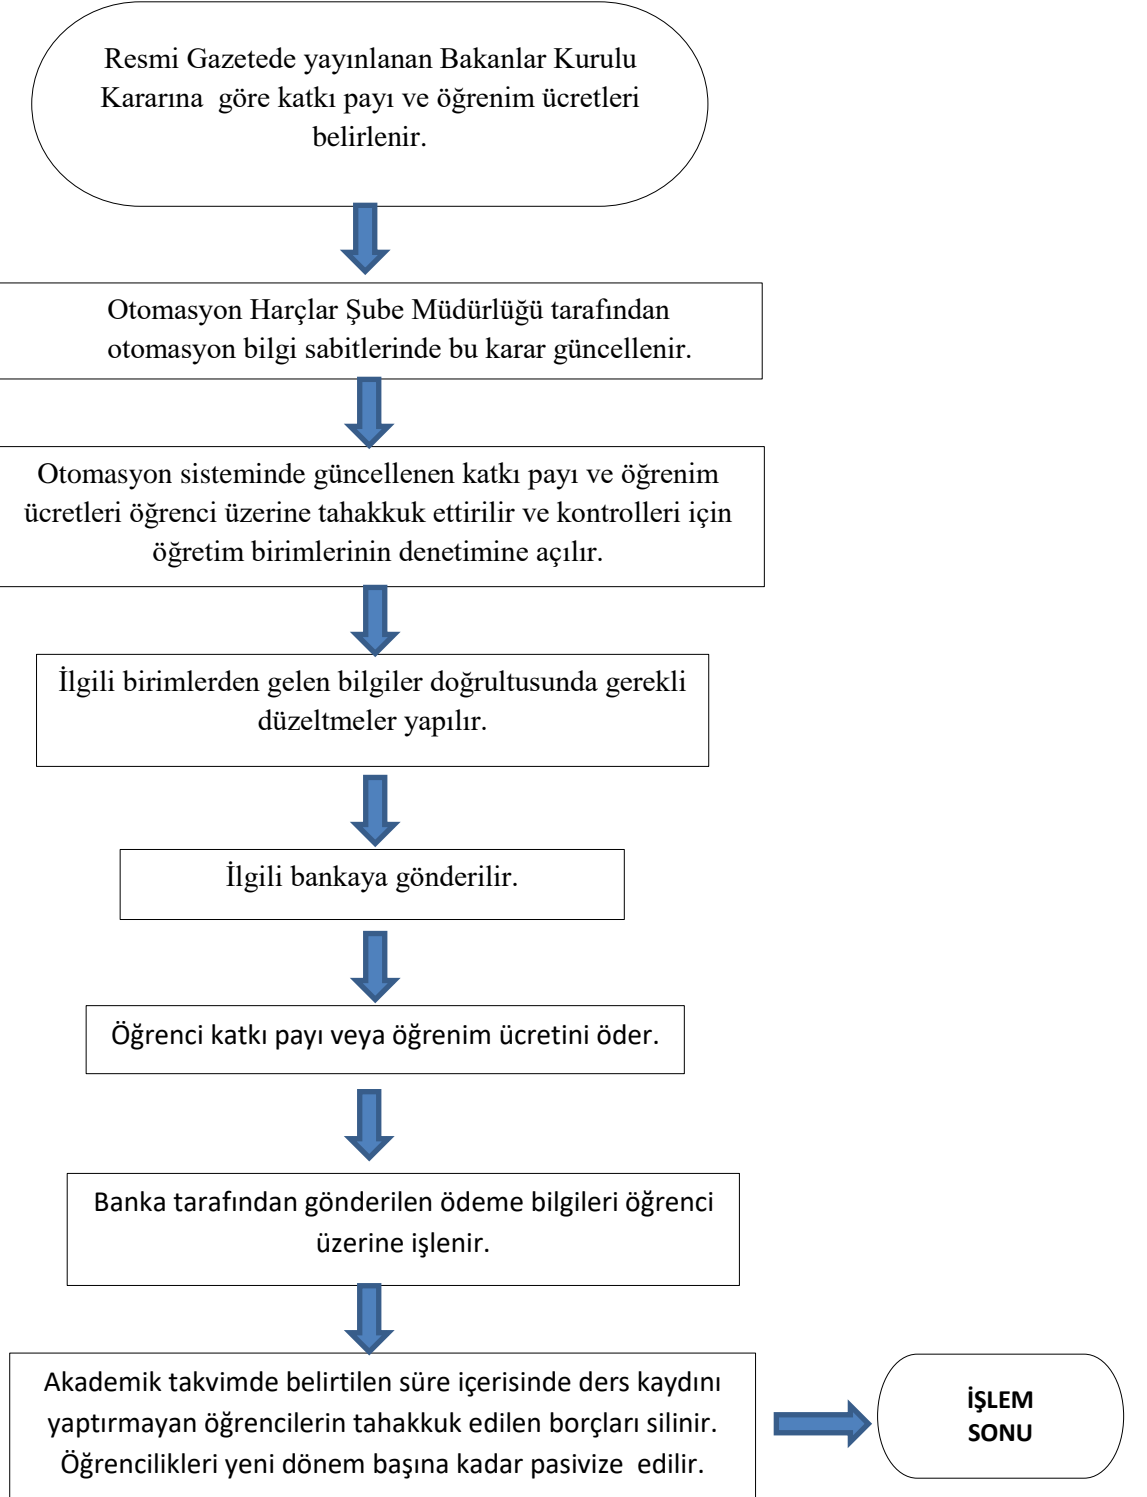 Resmi Gazetede yayınlanan Bakanlar Kurulu
Kararına  göre katkı payı ve öğrenim ücretleri
belirlenir.
Otomasyon Harçlar Şube Müdürlüğü tarafından
otomasyon bilgi sabitlerinde bu karar güncellenir.
Otomasyon sisteminde güncellenen katkı payı ve öğrenim
ücretleri öğrenci üzerine tahakkuk ettirilir ve kontrolleri için
öğretim birimlerinin denetimine açılır.
İlgili birimlerden gelen bilgiler doğrultusunda gerekli
düzeltmeler yapılır.
İlgili bankaya gönderilir.
Öğrenci katkı payı veya öğrenim ücretini öder.
Banka tarafından gönderilen ödeme bilgileri öğrenci
üzerine işlenir.
Akademik takvimde belirtilen süre içerisinde ders kaydını
yaptırmayan öğrencilerin tahakkuk edilen borçları silinir.
Öğrencilikleri yeni dönem başına kadar pasivize  edilir.
İŞLEM
SONU